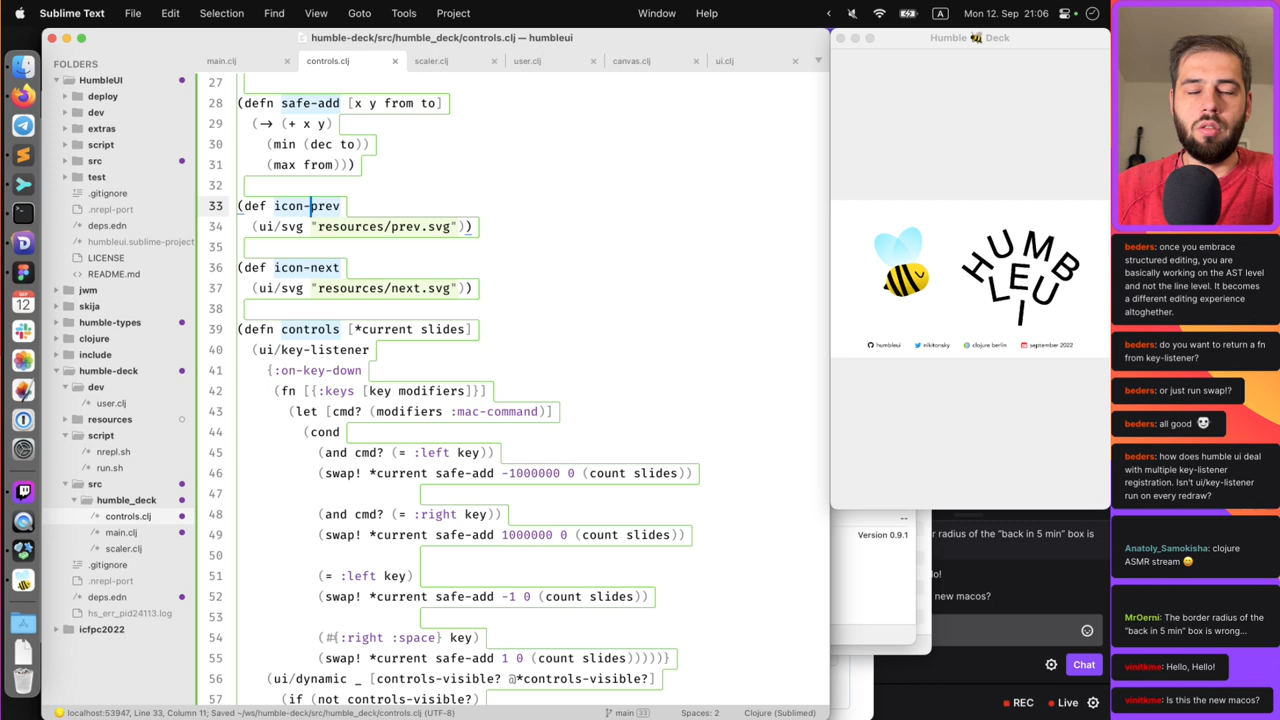 Sublime Text File Edit Selection Find View Goto Tools Project Window Help A Mon 12. Sep 21:06
humble-deck/src/humble_deck/controls.clj — humbleui
FOLDERS
HumbleUI
deploy
dev
extras
script
src
test
.gitignore
.nrepl-port
deps.edn
humbleui.sublime-project
LICENSE
README.md
jwm
skija
humble-types
clojure
include
humble-deck
dev
user.clj
resources
script
nrepl.sh
run.sh
src
humble_deck
controls.clj
main.clj
scaler.clj
.gitignore
.nrepl-port
deps.edn
hs_err_pid24113.log
icfpc2022
main.clj controls.clj scaler.clj user.clj canvas.clj ui.clj
27
28 (defn safe-add [x y from to]
29 (-> (+ x y)
30 (min (dec to))
31 (max from)))
32
33 (def icon-prev
34 (ui/svg "resources/prev.svg"))
35
36 (def icon-next
37 (ui/svg "resources/next.svg"))
38
39 (defn controls [*current slides]
40 (ui/key-listener
41 {:on-key-down
42 (fn [{:keys [key modifiers]}]
43 (let [cmd? (modifiers :mac-command)]
44 (cond
45 (and cmd? (= :left key))
46 (swap! *current safe-add -1000000 0 (count slides))
47
48 (and cmd? (= :right key))
49 (swap! *current safe-add 1000000 0 (count slides))
50
51 (= :left key)
52 (swap! *current safe-add -1 0 (count slides))
53
54 (#{:right :space} key)
55 (swap! *current safe-add 1 0 (count slides)))))}
56 (ui/dynamic _ [controls-visible? @*controls-visible?]
57 (if (not controls-visible?)
localhost:53947, Line 33, Column 11; Saved ~/ws/humble-deck/src/humble_deck/controls.clj (UTF-8) main 33 Spaces: 2 Clojure (Sublimed)
SEP
12
Humble 🐝 Deck
HUMBLEUI
humbleui nikitonsky clojure berlin september 2022
Version 0.9.1
r radius of the "back in 5 min" box is
lo!
new macos?
Chat
REC Live
beders: once you embrace
structured editing, you are
basically working on the AST level
and not the line level. It becomes
a different editing experience
altoghether.
beders: do you want to return a fn
from key-listener?
beders: or just run swap!?
beders: all good
beders: how does humble ui deal
with multiple key-listener
registration. Isn't ui/key-listener
run on every redraw?
Anatoly_Samokisha: clojure
ASMR stream 😄
MrOerni: The border radius of the
"back in 5 min" box is wrong...
vinitkme: Hello, Hello!
vinitkme: Is this the new macos?